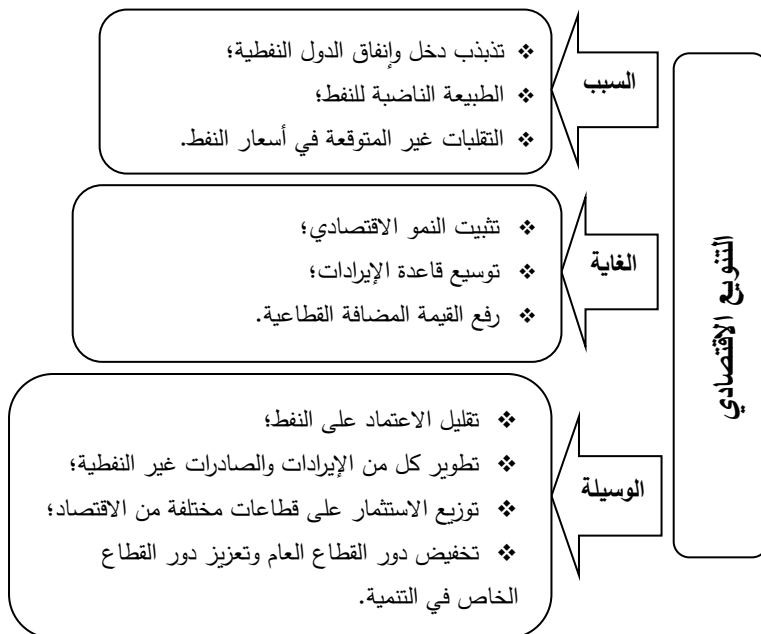 التنويع الاقتصادي
السبب
❖ تذبذب دخل وإنفاق الدول النفطية؛
❖ الطبيعة الناضبة للنفط؛
❖ التقلبات غير المتوقعة في أسعار النفط.
الغاية
❖ تثبيت النمو الاقتصادي؛
❖ توسيع قاعدة الإيرادات؛
❖ رفع القيمة المضافة القطاعية.
الوسيلة
❖ تقليل الاعتماد على النفط؛
❖ تطوير كل من الإيرادات والصادرات غير النفطية؛
❖ توزيع الاستثمار على قطاعات مختلفة من الاقتصاد؛
❖ تخفيض دور القطاع العام وتعزيز دور القطاع
الخاص في التنمية.